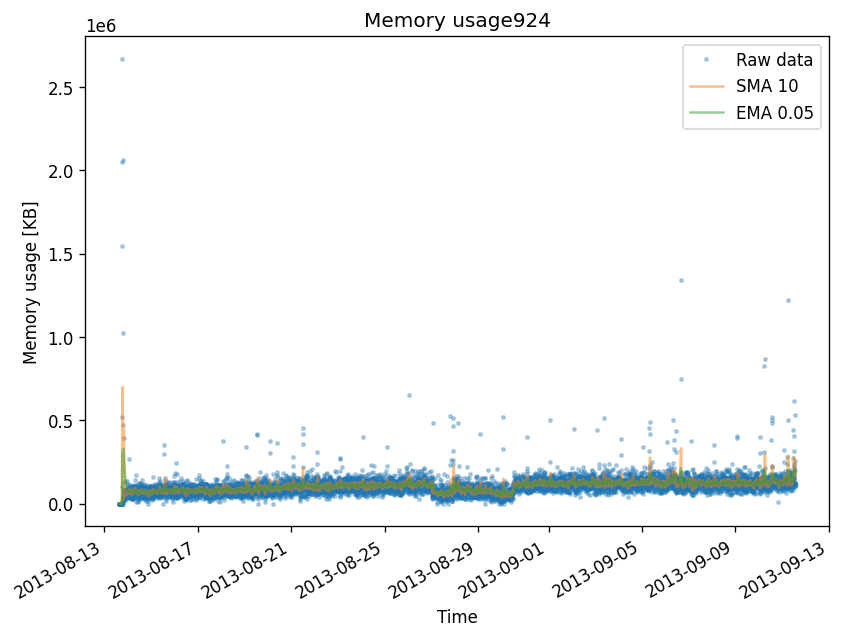 Memory usage924
1e6
Raw data
SMA 10
EMA 0.05
2.5
2.0
1.5
1.0
0.5
0.0
Memory usage [KB]
2013-08-13
2013-08-17
2013-08-21
2013-08-25
2013-08-29
2013-09-01
2013-09-05
2013-09-09
2013-09-13
Time